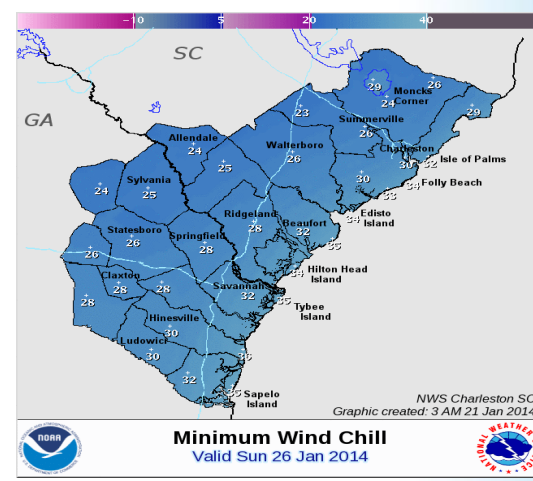 -10 5 20 40
SC
GA
29
26
24
Moncks
Corner
29
23
Summerville
26
Allendale
24
Walterboro
26
Charleston
30
32
Isle of Palms
25
30
34
Folly Beach
33
24
Sylvania
25
Ridgeland
28
Beaufort
32
34
Edisto
Island
35
Statesboro
26
Springfield
28
26
34
Hilton Head
Island
Claxton
28
28
Savannah
32
28
35
Tybee
Island
Hinesville
30
Ludowici
30
36
32
35
Sapelo
Island
NWS Charleston SC
Graphic created: 3 AM 21 Jan 2014
NOAA
Minimum Wind Chill
Valid Sun 26 Jan 2014
NATIONAL WEATHER